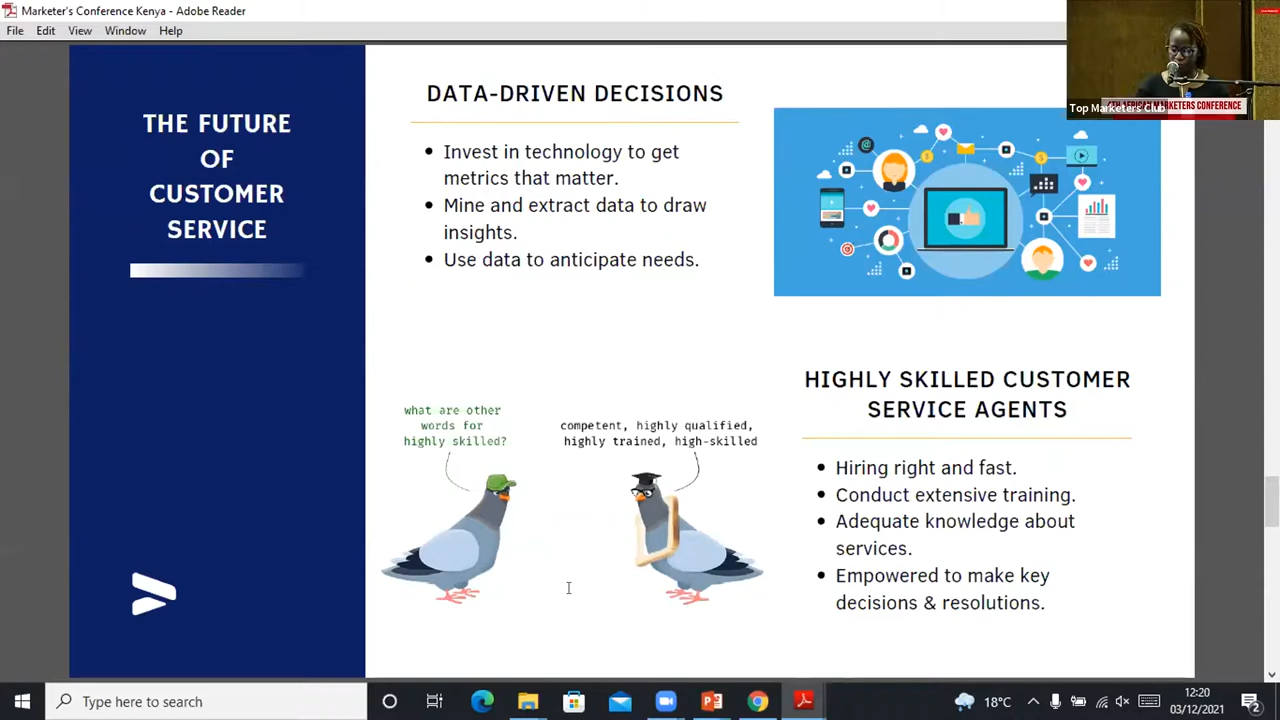 Marketer's Conference Kenya - Adobe Reader
File Edit View Window Help
Top Marketers Club
AFRICAN MARKETERS CONFERENCE
THE FUTURE
OF
CUSTOMER
SERVICE
DATA-DRIVEN DECISIONS
• Invest in technology to get
metrics that matter.
• Mine and extract data to draw
insights.
• Use data to anticipate needs.
@
what are other
words for
highly skilled?
competent, highly qualified,
highly trained, high-skilled
HIGHLY SKILLED CUSTOMER
SERVICE AGENTS
• Hiring right and fast.
• Conduct extensive training.
• Adequate knowledge about
services.
• Empowered to make key
decisions & resolutions.
Type here to search
18°C
12:20
03/12/2021
2